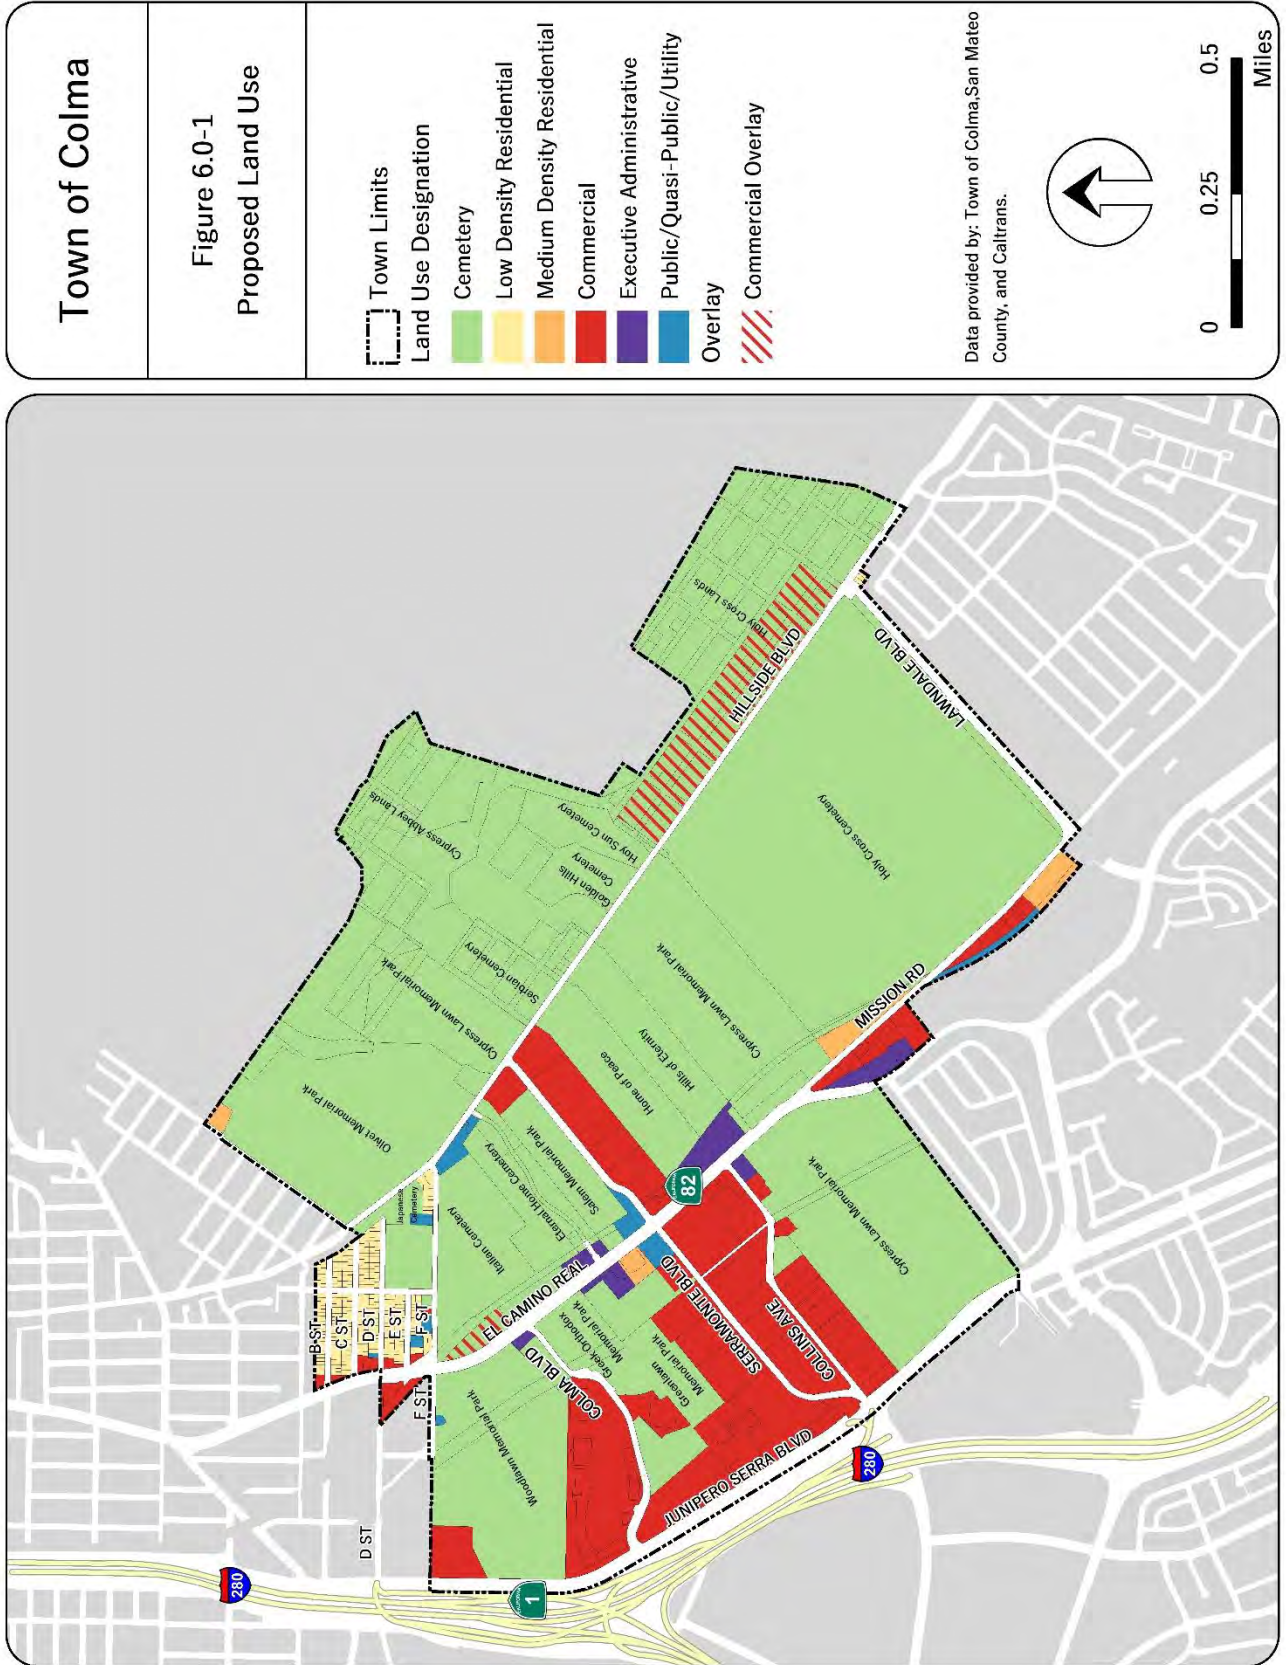 Town of Colma
Figure 6.0-1
Proposed Land Use
Town Limits
Land Use Designation
Cemetery
Low Density Residential
Medium Density Residential
Commercial
Executive Administrative
Public/Quasi-Public/Utility
Overlay
Commercial Overlay
Data provided by: Town of Colma,San Mateo
County, and Caltrans.
0
0.25
0.5
Miles
B ST
C ST
D ST
E ST
F ST
F ST
D ST
280
CALIFORNIA
1
280
CALIFORNIA
82
EL CAMINO REAL
COLMA BLVD
SERRAMONTE BLVD
COLLINS AVE
JUNIPERO SERRA BLVD
HILLSIDE BLVD
LAWNDALE BLVD
MISSION RD
Olivet Memorial Park
Japanese
Cemetery
Italian Cemetery
Eternal Home Cemetery
Salem Memorial Park
Woodlawn Memorial Park
Greek Orthodox
Memorial Park
Greenlawn
Memorial Park
Cypress Lawn Memorial Park
Serbian Cemetery
Cypress Abbey Lands
Golden Hills
Cemetery
Hoy Sun Cemetery
Home of Peace
Hills of Eternity
Cypress Lawn Memorial Park
Cypress Lawn Memorial Park
Holy Cross Cemetery
Holy Cross Lands
Holy